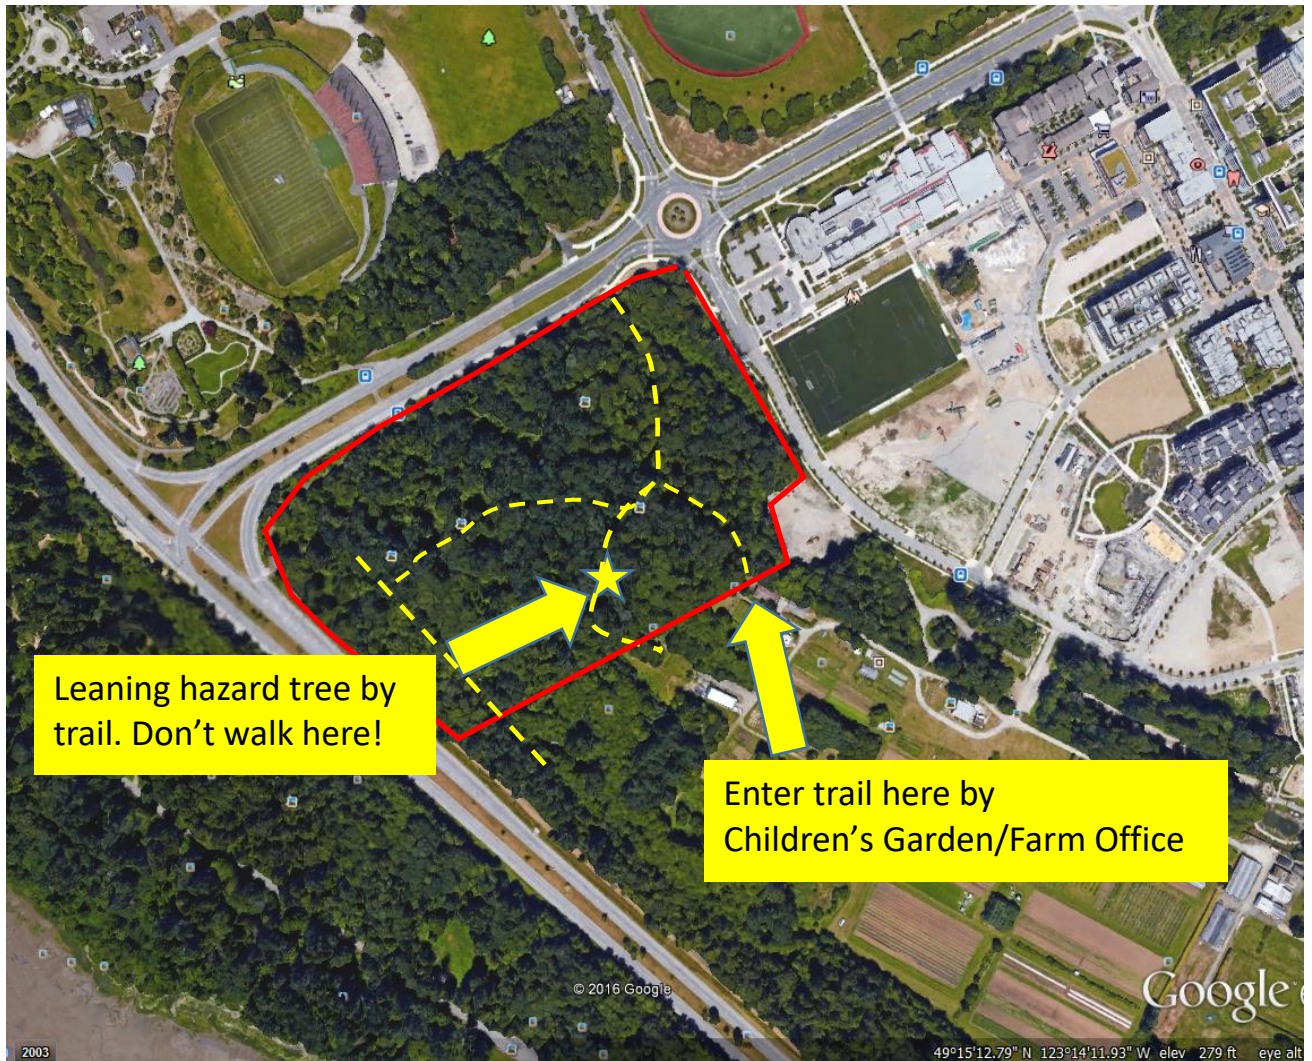 Leaning hazard tree by
trail. Don’t walk here!
Enter trail here by
Children’s Garden/Farm Office
© 2016 Google
Google e
2003
49°15'12.79" N 123°14'11.93" W elev 279 ft eye alt